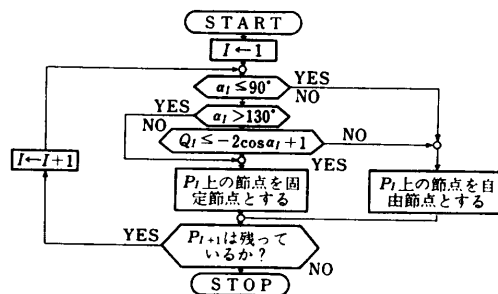 START
I←1
α_I≤90°
YES
NO
YES
α_I>130°
NO
Q_I≤−2cosα_I+1
NO
YES
I←I+1
P_I上の節点を固
定節点とする
P_I上の節点を自
由節点とする
YES
P_{I+1}は残って
いるか？
NO
STOP